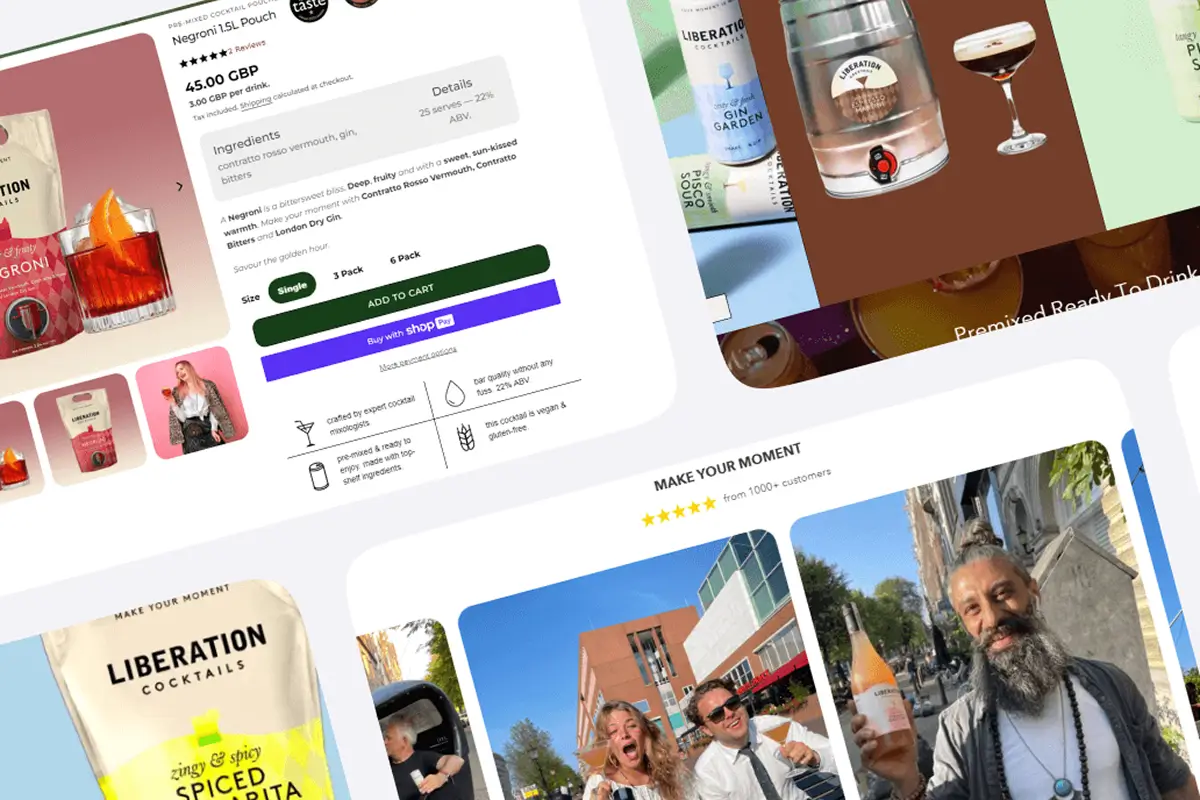 PRE-MIXED COCKTAIL POUCH
Negroni 1.5L Pouch
taste
2 Reviews
45.00 GBP
3.00 GBP per drink.
Tax included. Shipping calculated at checkout.
Ingredients
contratto rosso vermouth, gin,
bitters
Details
25 serves — 22%
ABV.
A Negroni is a bittersweet bliss. Deep, fruity and with a sweet, sun-kissed
warmth. Make your moment with Contratto Rosso Vermouth, Contratto
Bitters and London Dry Gin.
Savour the golden hour.
Size
Single
3 Pack
6 Pack
ADD TO CART
Buy with shop Pay
More payment options
crafted by expert cocktail
mixologists
bar quality without any
fuss. 22% ABV
pre-mixed & ready to
enjoy. made with top-
shelf ingredients.
this cocktail is vegan &
gluten-free.
LIBERATION
COCKTAILS
zesty & fresh
GIN
GARDEN
PISCO
SOUR
LIBERATION
COCKTAILS
LIBERATION
Premixed Ready To Drink
MAKE YOUR MOMENT
from 1000+ customers
LIBERATION
LIBERATION
MAKE YOUR MOMENT
LIBERATION
COCKTAILS
zingy & spicy
SPICED